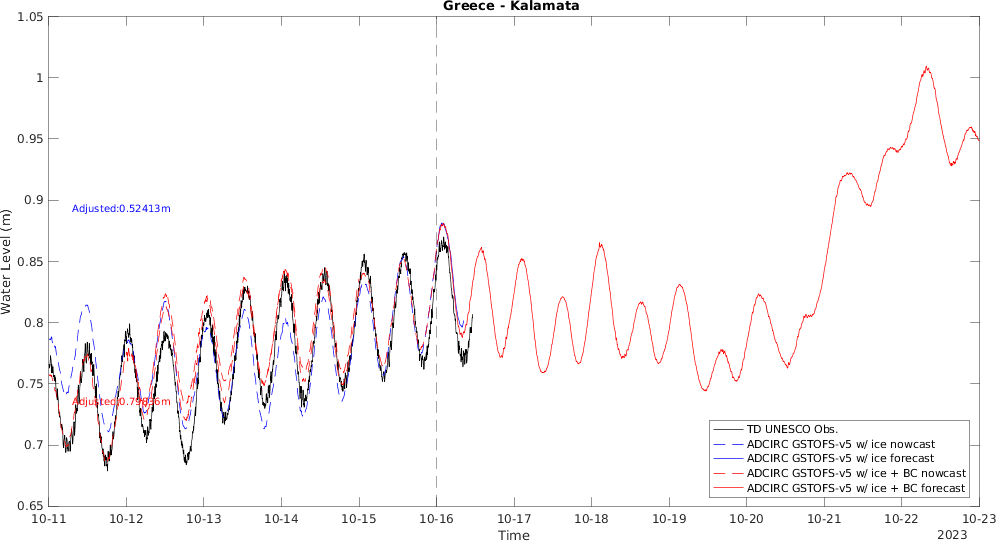 Greece - Kalamata
1.05
1
0.95
0.9
0.85
0.8
0.75
0.7
0.65
Water Level (m)
Adjusted:0.52413m
TD UNESCO Obs.
ADCIRC GSTOFS-v5 w/ ice nowcast
ADCIRC GSTOFS-v5 w/ ice forecast
ADCIRC GSTOFS-v5 w/ ice + BC nowcast
ADCIRC GSTOFS-v5 w/ ice + BC forecast
10-11 10-12 10-13 10-14 10-15 10-16 10-17 10-18 10-19 10-20 10-21 10-22 10-23
Time
2023